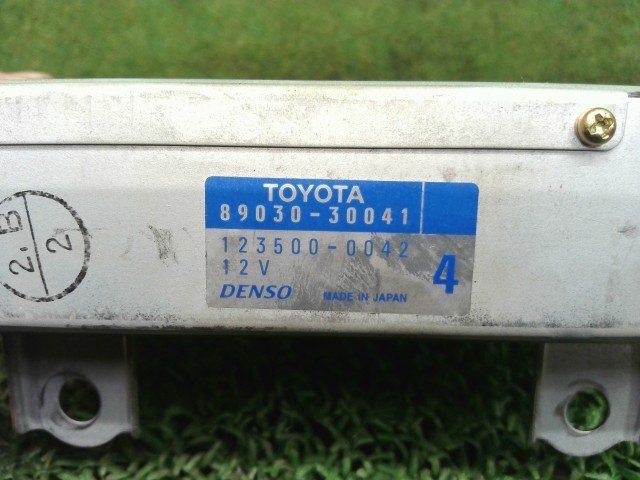 TOYOTA
89030-30041
123500-0042
12V
4
DENSO MADE IN JAPAN
2.B
2